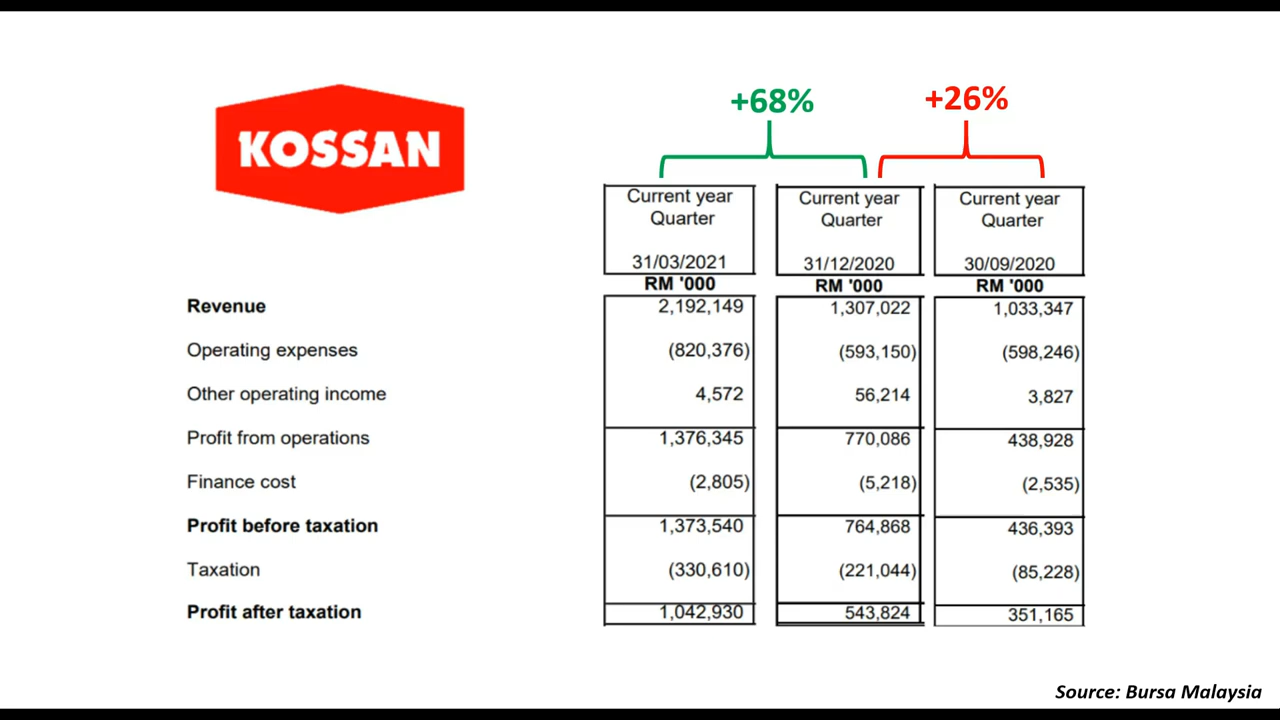 +68% +26%
KOSSAN
Current year Current year Current year
Quarter Quarter Quarter
31/03/2021 31/12/2020 30/09/2020
RM '000 RM '000 RM '000
Revenue 2,192,149 1,307,022 1,033,347
Operating expenses (820,376) (593,150) (598,246)
Other operating income 4,572 56,214 3,827
Profit from operations 1,376,345 770,086 438,928
Finance cost (2,805) (5,218) (2,535)
Profit before taxation 1,373,540 764,868 436,393
Taxation (330,610) (221,044) (85,228)
Profit after taxation 1,042,930 543,824 351,165
Source: Bursa Malaysia